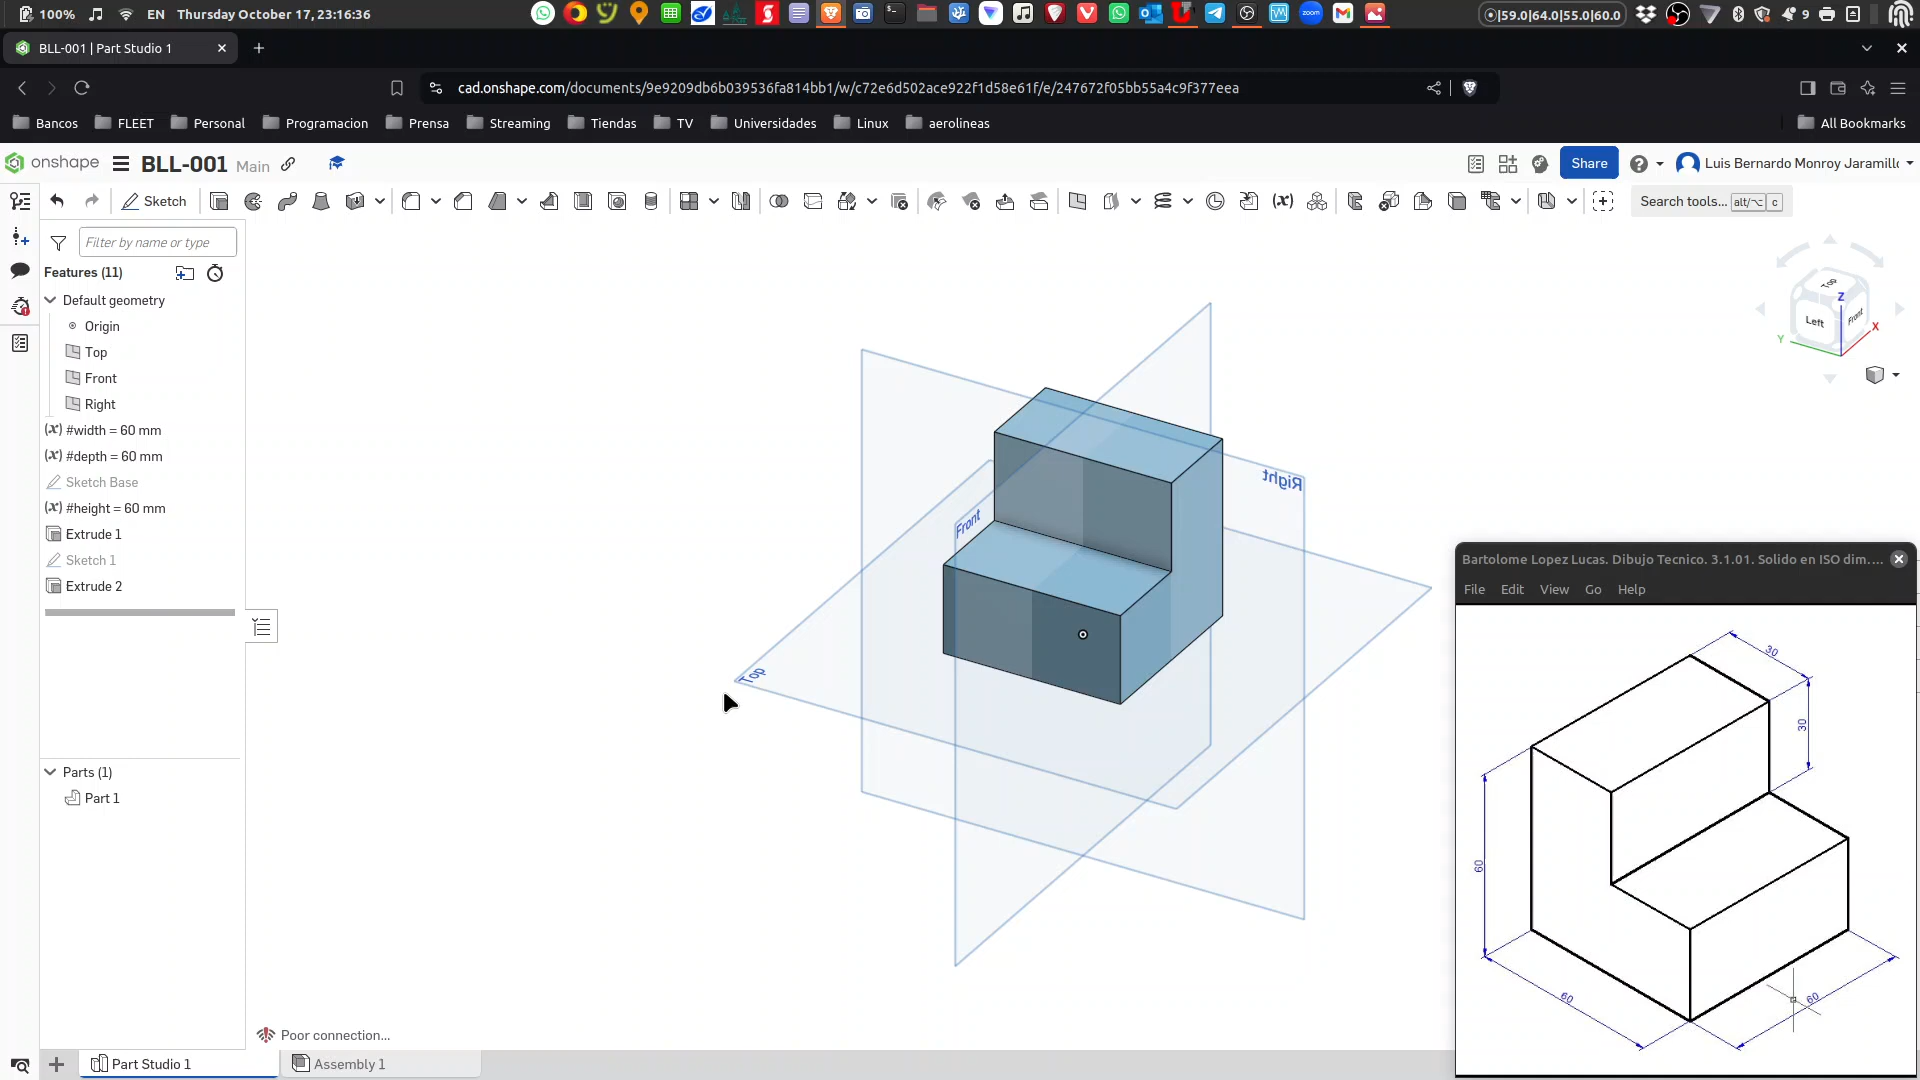 100% EN Thursday October 17, 23:16:36 zoom |59.0|64.0|55.0|60.0| 9
BLL-001 | Part Studio 1
cad.onshape.com/documents/9e9209db6b039536fa814bb1/w/c72e6d502ace922f1d58e61f/e/247672f05bb55a4c9f377eea
Bancos FLEET Personal Programacion Prensa Streaming Tiendas TV Universidades Linux aerolineas All Bookmarks
onshape BLL-001 Main Share Luis Bernardo Monroy Jaramillo
Sketch (x) Search tools... alt/⌥ c
Filter by name or type
Features (11)
Default geometry
Origin
Top
Front
Right
(x) #width = 60 mm
(x) #depth = 60 mm
Sketch Base
(x) #height = 60 mm
Extrude 1
Sketch 1
Extrude 2
Parts (1)
Part 1
Top
Left
Front
Z
X
Y
Right
Front
Top
Bartolome Lopez Lucas. Dibujo Tecnico. 3.1.01. Solido en ISO dim....
File Edit View Go Help
30
30
60
60
60
Poor connection...
Part Studio 1 Assembly 1